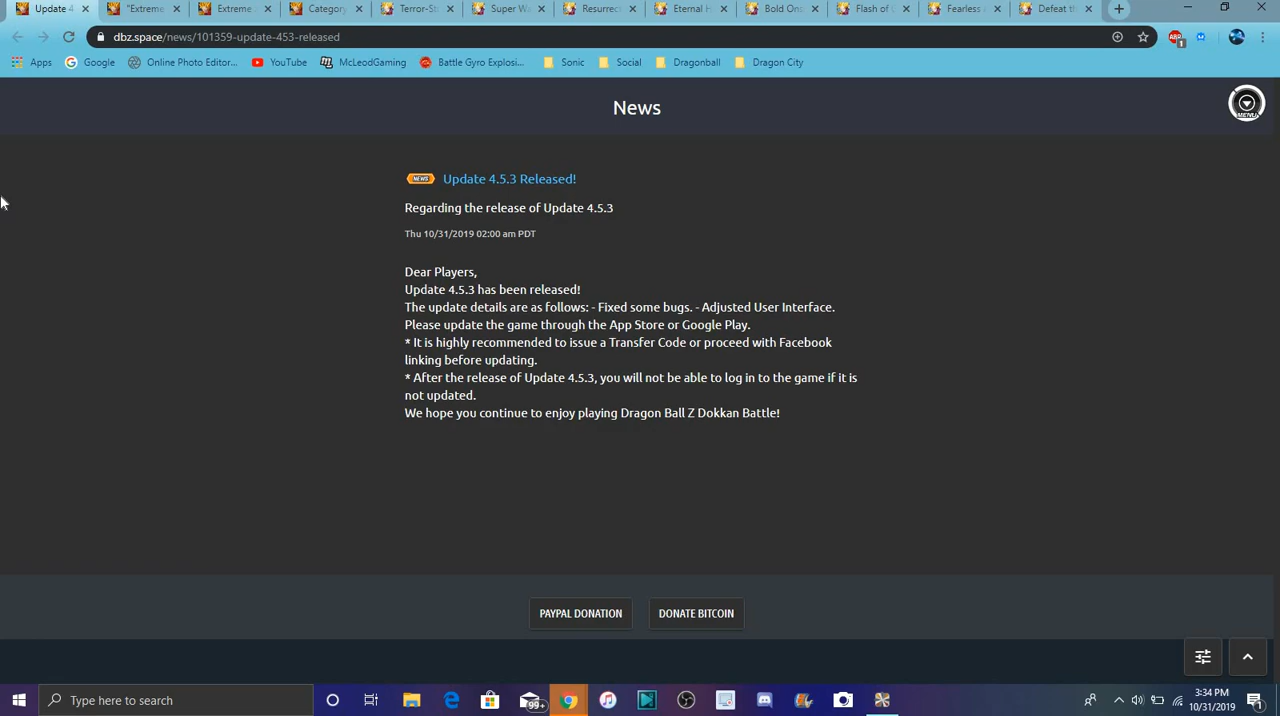 Update 4
"Extreme
Extreme
Category
Terror-St
Super Wa
Resurrect
Eternal H
Bold One
Flash of
Fearless
Defeat th
dbz.space/news/101359-update-453-released
ABP
1
Apps
Google
Online Photo Editor...
YouTube
McLeodGaming
Battle Gyro Explosi...
Sonic
Social
Dragonball
Dragon City
News
MENU
NEWS
Update 4.5.3 Released!
Regarding the release of Update 4.5.3
Thu 10/31/2019 02:00 am PDT
Dear Players,
Update 4.5.3 has been released!
The update details are as follows: - Fixed some bugs. - Adjusted User Interface.
Please update the game through the App Store or Google Play.
* It is highly recommended to issue a Transfer Code or proceed with Facebook
linking before updating.
* After the release of Update 4.5.3, you will not be able to log in to the game if it is
not updated.
We hope you continue to enjoy playing Dragon Ball Z Dokkan Battle!
PAYPAL DONATION
DONATE BITCOIN
Type here to search
99+
3:34 PM
10/31/2019
1